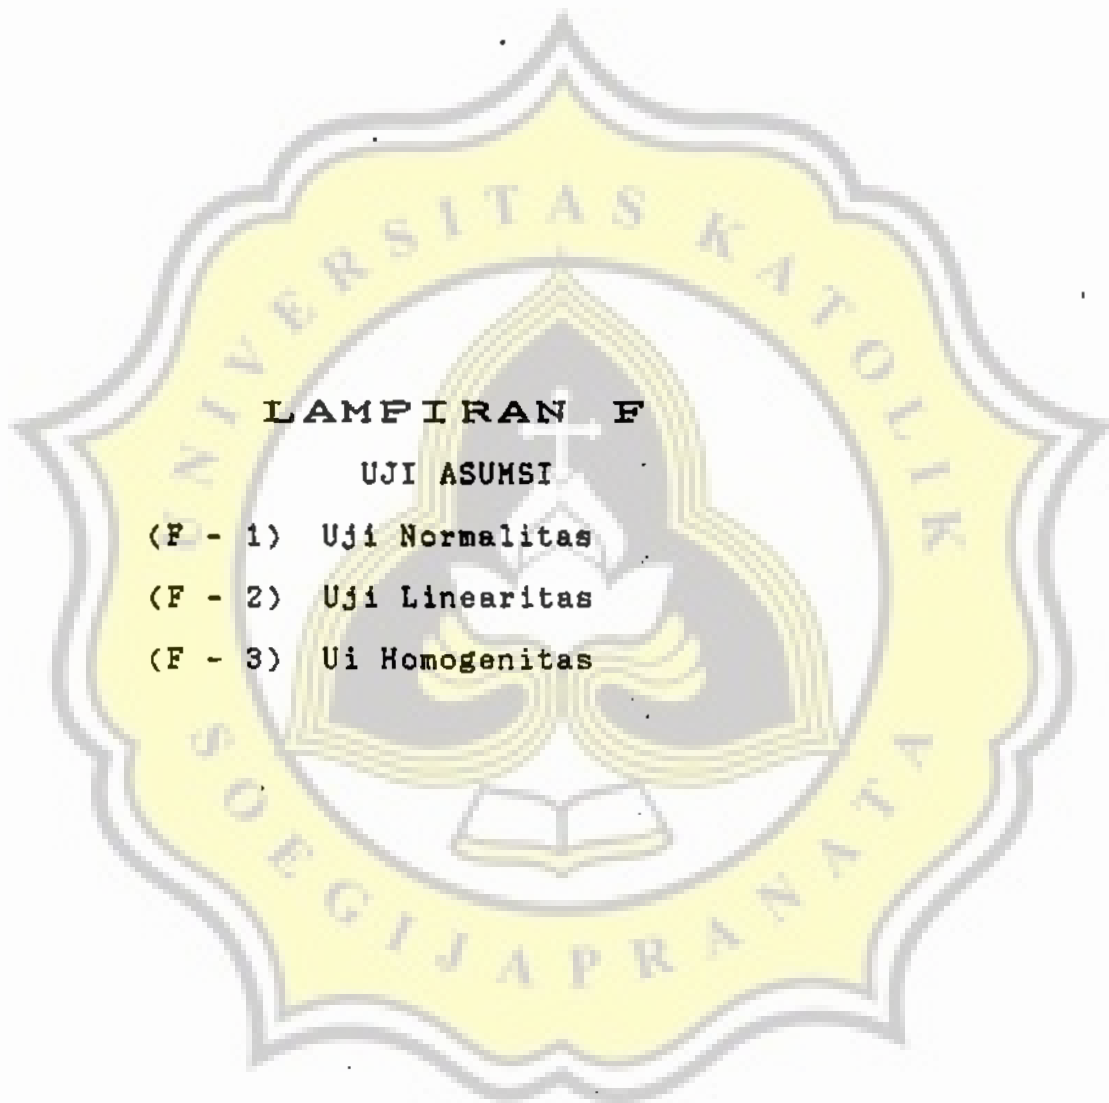 UNIVERSITAS KATOLIK
LAMPIRAN F
UJI ASUMSI
(F - 1) Uji Normalitas
(F - 2) Uji Linearitas
(F - 3) Ui Homogenitas
SOEGIJAPRANATA